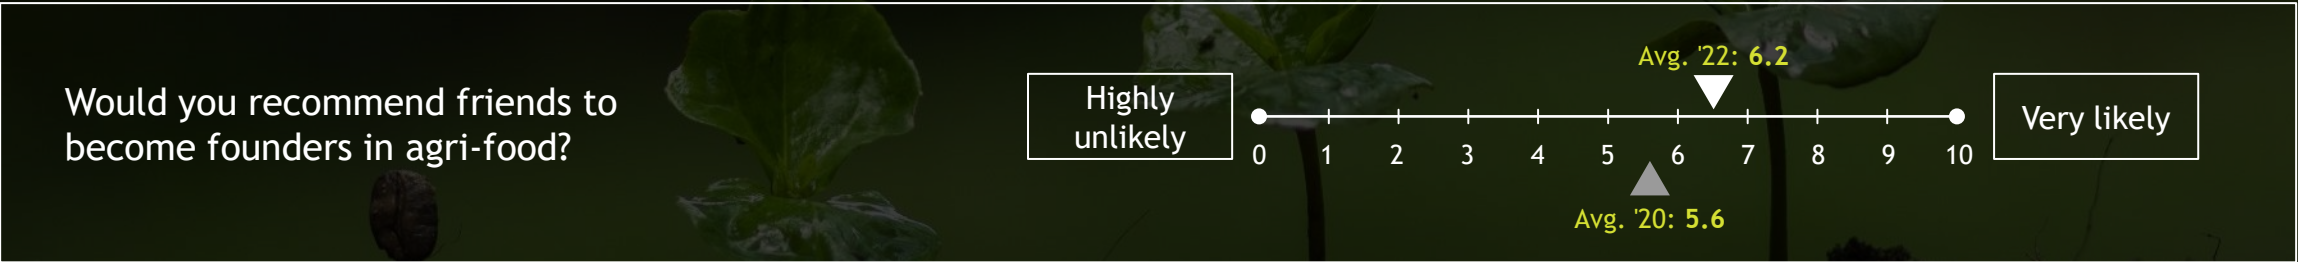 Would you recommend friends to
become founders in agri-food?
Highly
unlikely
Avg. '22: 6.2
0 1 2 3 4 5 6 7 8 9 10
Avg. '20: 5.6
Very likely